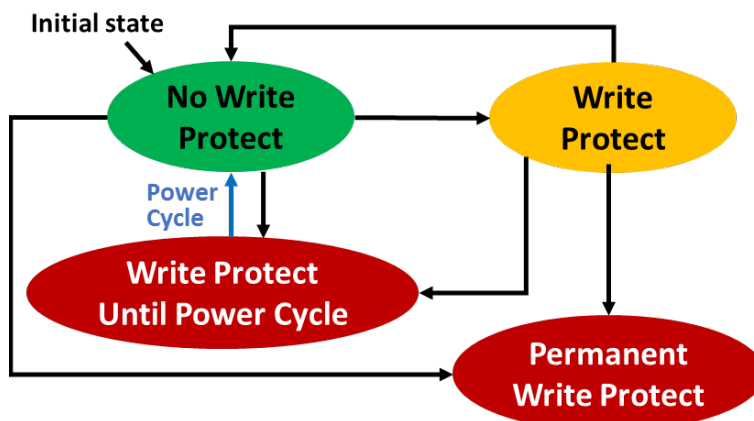 Initial state
No Write
Protect
Write
Protect
Power
Cycle
Write Protect
Until Power Cycle
Permanent
Write Protect